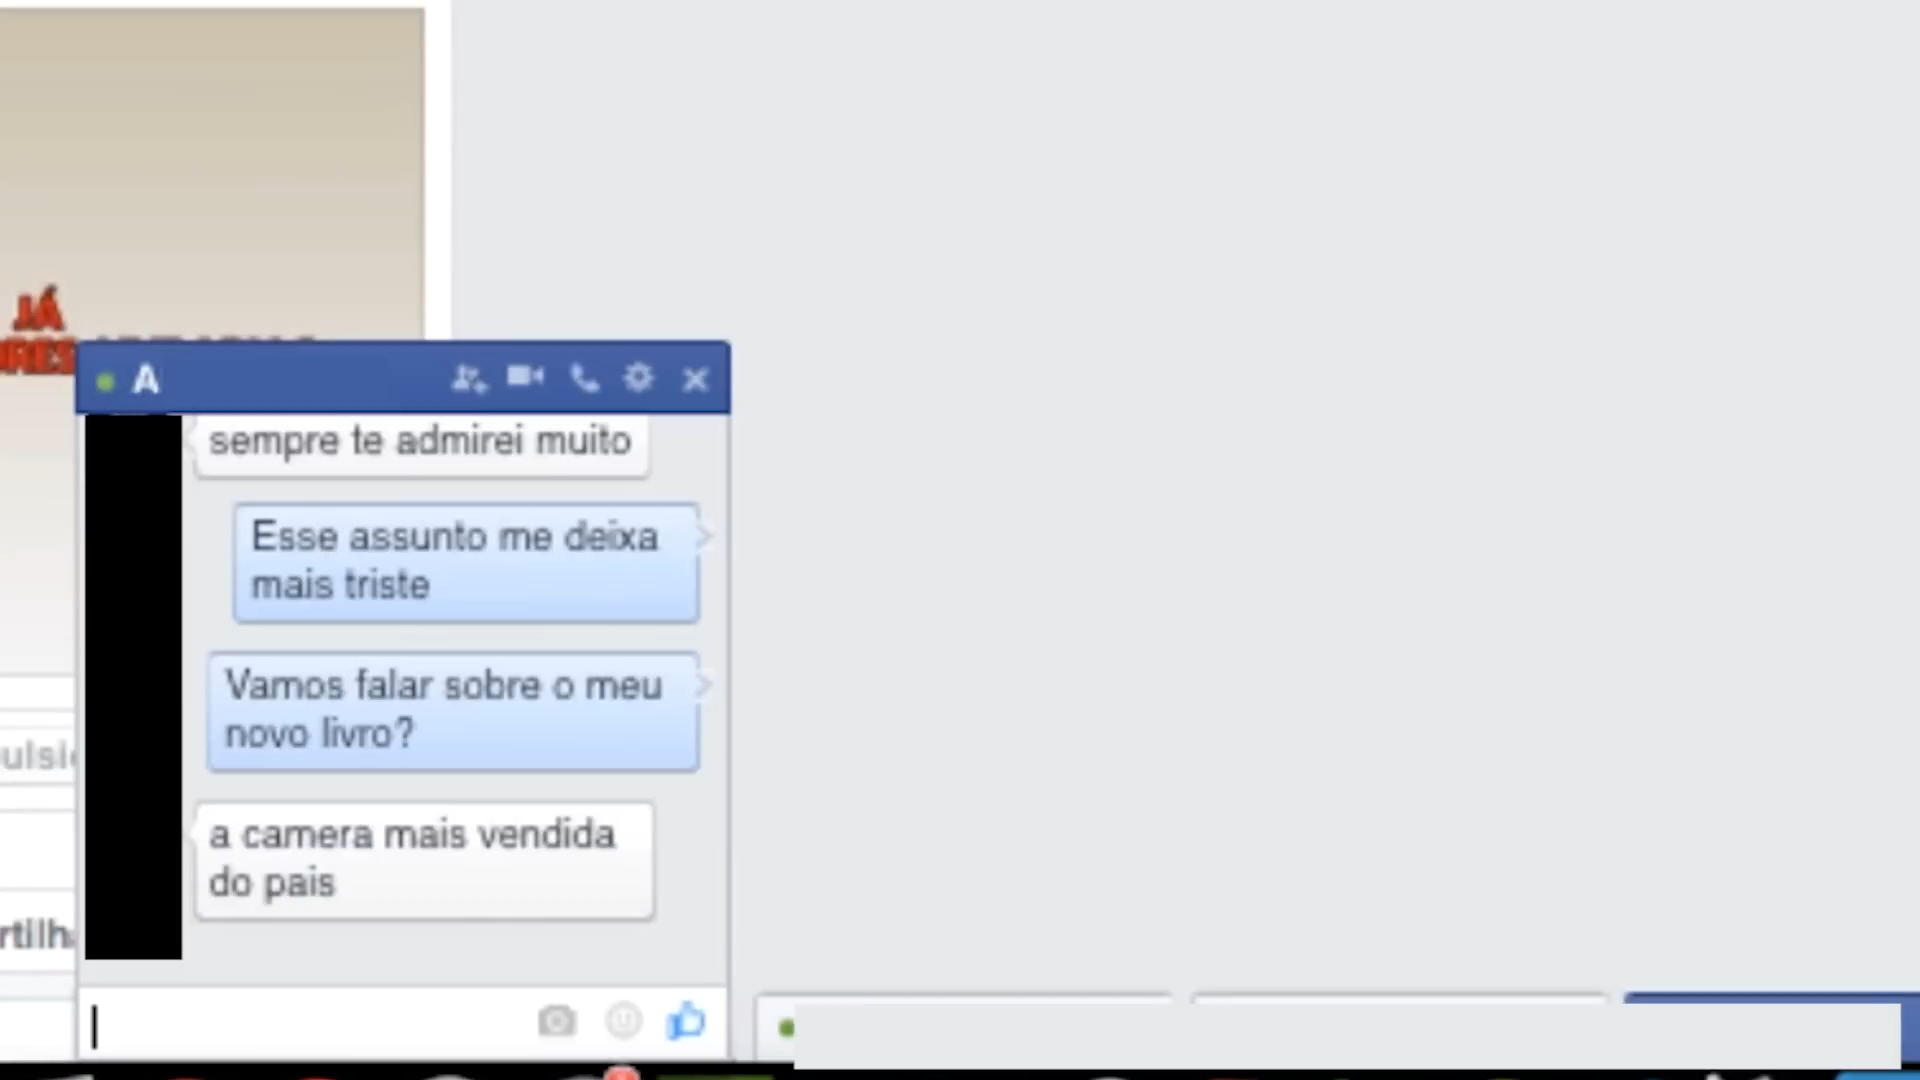 JÁ
A
sempre te admirei muito
Esse assunto me deixa
mais triste
Vamos falar sobre o meu
novo livro?
a camera mais vendida
do pais